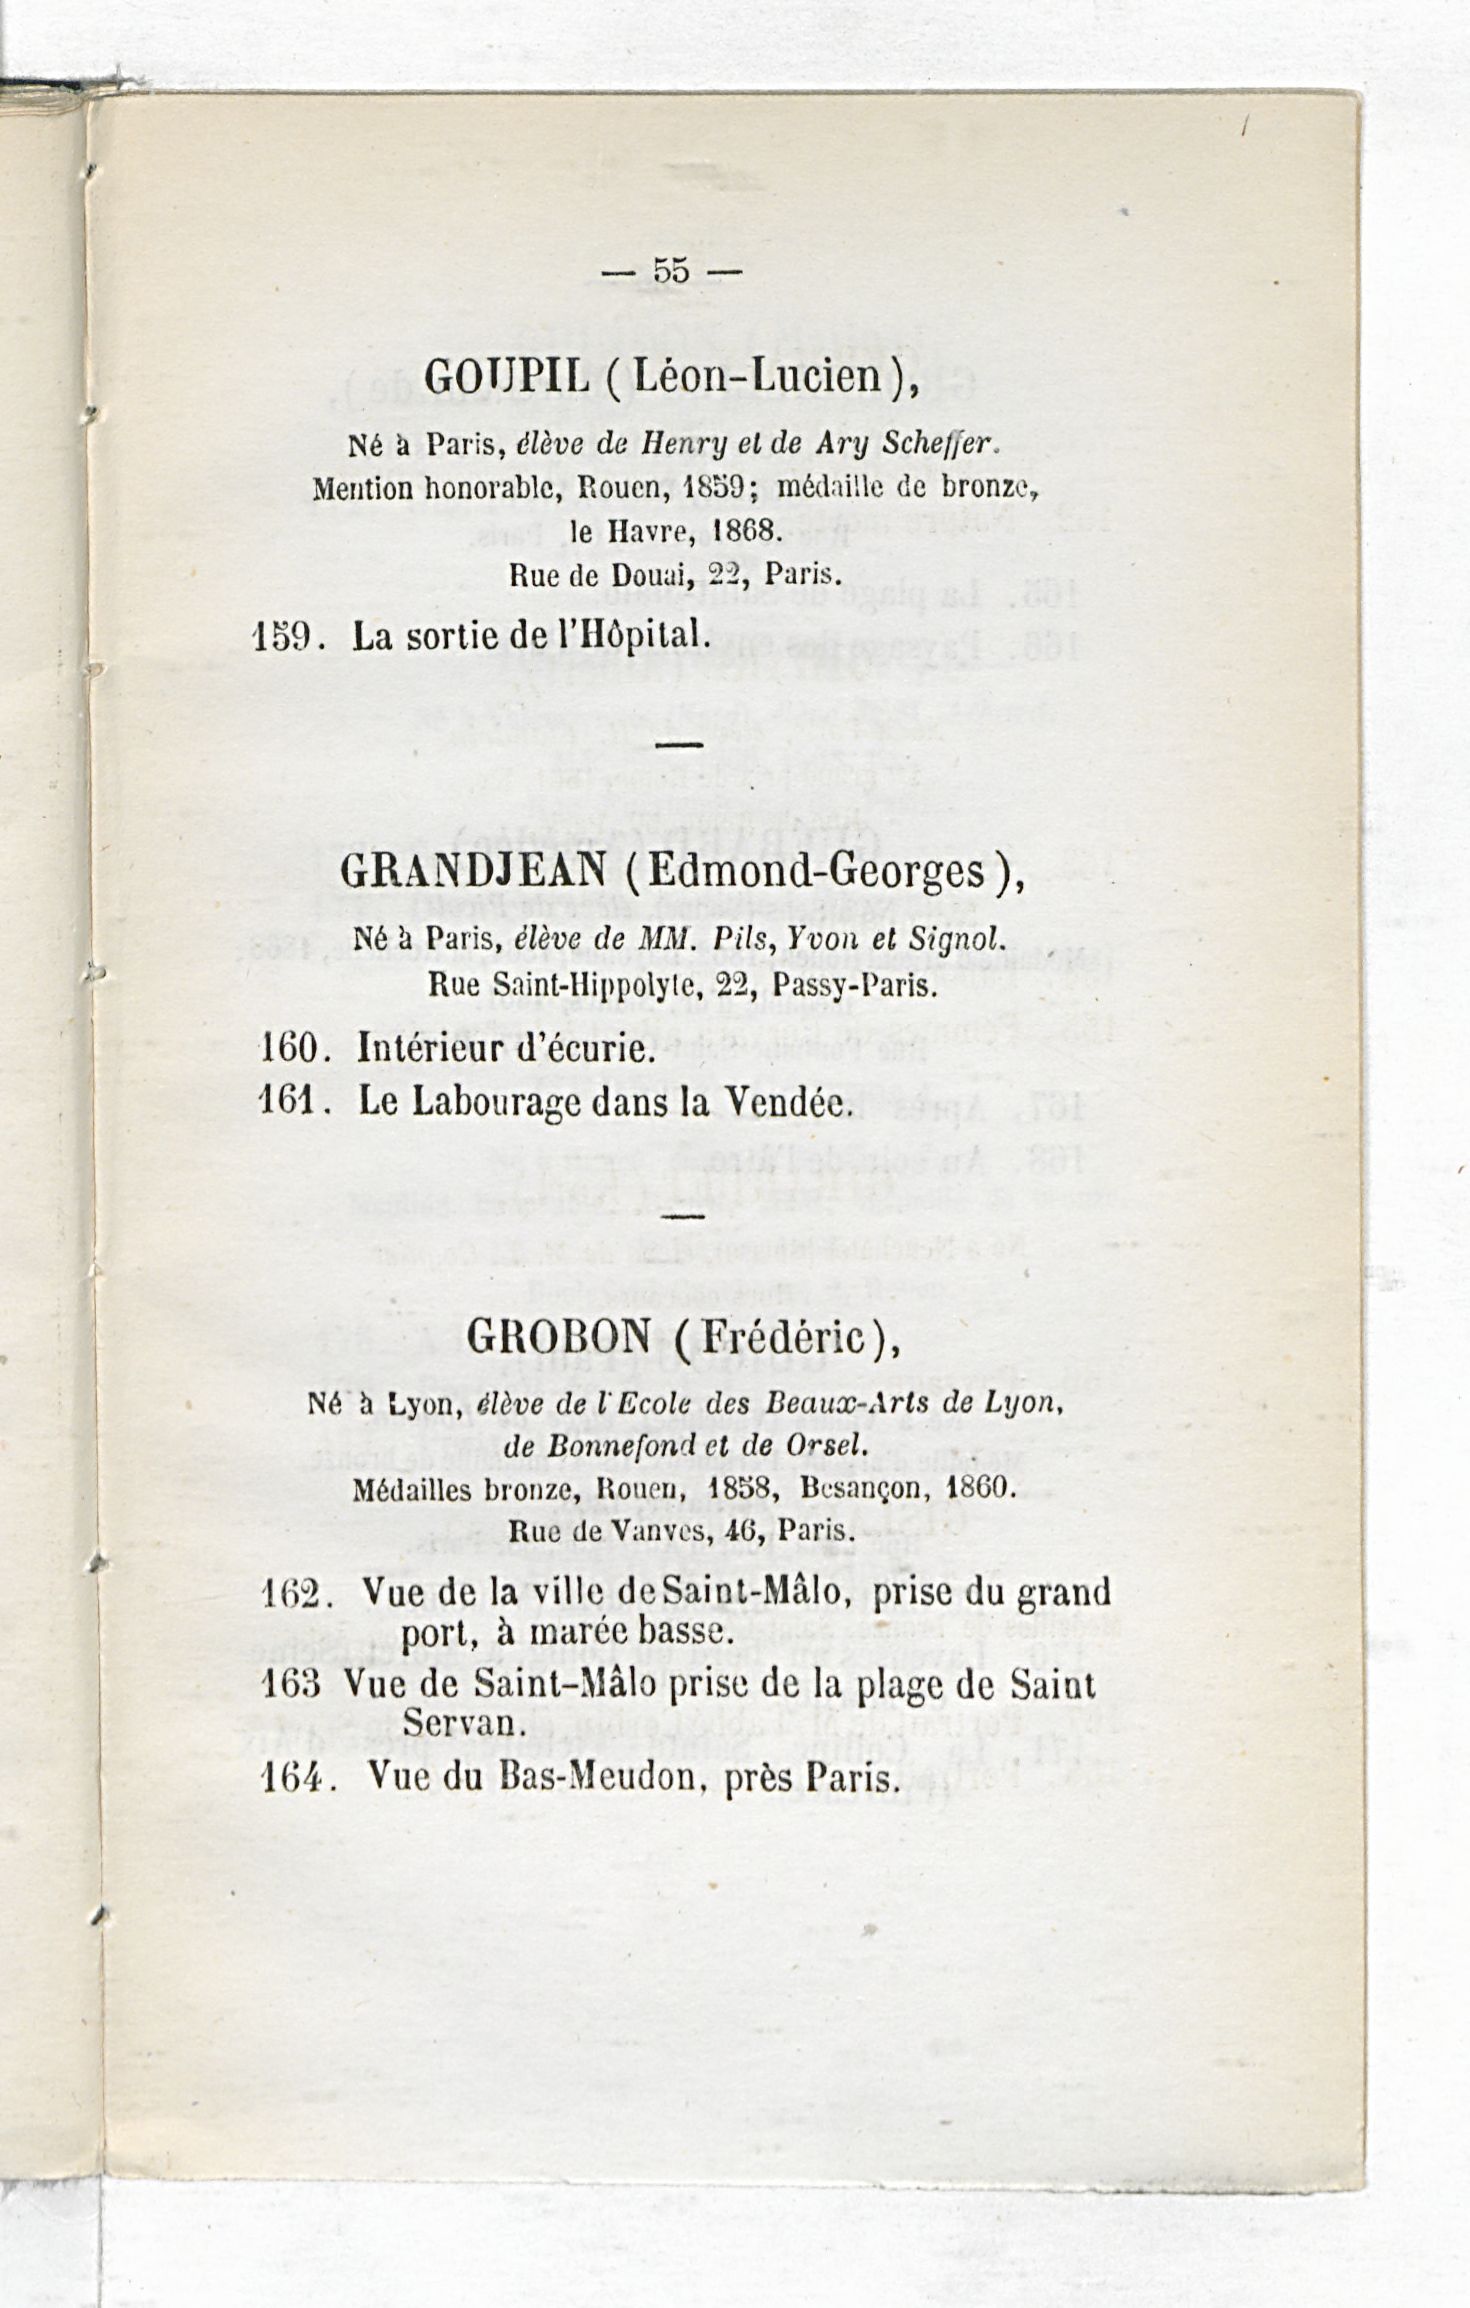 — 55 —
GOUPIL (Léon-Lucien),
Né à Paris, élève de Henry et de Ary Scheffer.
Mention honorable, Rouen, 1859; médaille de bronze,
le Havre, 1868.
Rue de Douai, 22, Paris.
159. La sortie de l'Hôpital.
—
GRANDJEAN (Edmond-Georges),
Né à Paris, élève de MM. Pils, Yvon et Signol.
Rue Saint-Hippolyte, 22, Passy-Paris.
160. Intérieur d'écurie.
161. Le Labourage dans la Vendée.
—
GROBON (Frédéric),
Né à Lyon, élève de l'Ecole des Beaux-Arts de Lyon,
de Bonnefond et de Orsel.
Médailles bronze, Rouen, 1858, Besançon, 1860.
Rue de Vanves, 46, Paris.
162. Vue de la ville de Saint-Mâlo, prise du grand
port, à marée basse.
163 Vue de Saint-Mâlo prise de la plage de Saint
Servan.
164. Vue du Bas-Meudon, près Paris.